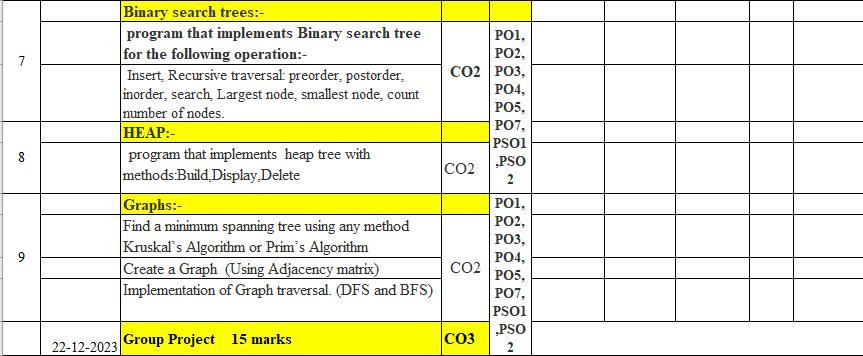 Binary search trees:-
7
program that implements Binary search tree
for the following operation:-
Insert, Recursive traversal: preorder, postorder,
inorder, search, Largest node, smallest node, count
number of nodes.
CO2
PO1,
PO2,
PO3,
PO4,
PO5,
PO7,
PSO1
,PSO
2
HEAP:-
8
program that implements heap tree with
methods:Build,Display,Delete
CO2
Graphs:-
9
Find a minimum spanning tree using any method
Kruskal's Algorithm or Prim's Algorithm
Create a Graph (Using Adjacency matrix)
Implementation of Graph traversal. (DFS and BFS)
CO2
PO1,
PO2,
PO3,
PO4,
PO5,
PO7,
PSO1
,PSO
2
22-12-2023
Group Project 15 marks
CO3